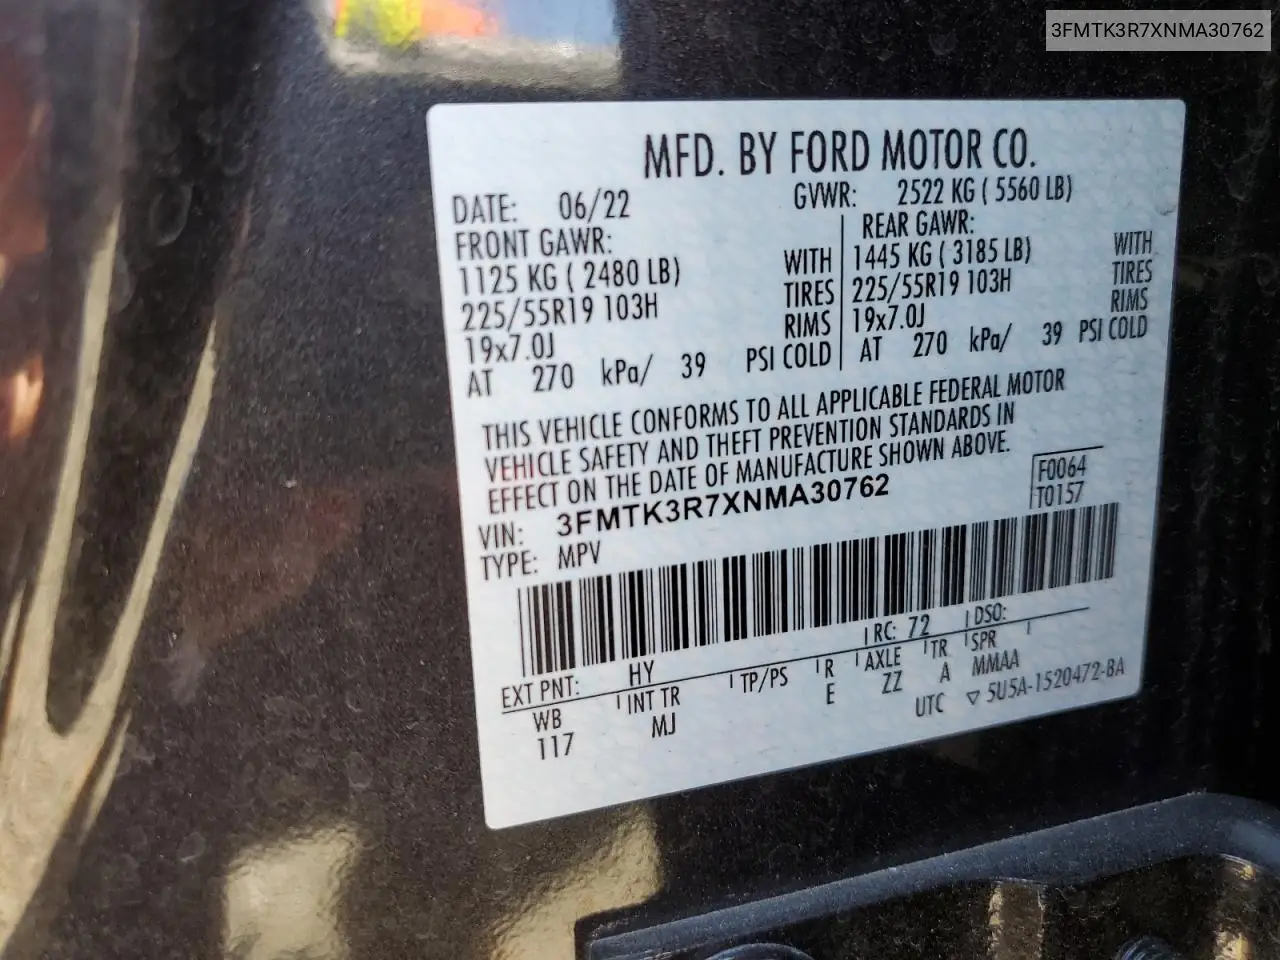 3FMTK3R7XNMA30762
MFD. BY FORD MOTOR CO.
DATE: 06/22 GVWR: 2522 KG ( 5560 LB)
FRONT GAWR: REAR GAWR:
1125 KG ( 2480 LB) WITH 1445 KG ( 3185 LB) WITH
225/55R19 103H TIRES 225/55R19 103H TIRES
19x7.0J RIMS 19x7.0J RIMS
AT 270 kPa/ 39 PSI COLD AT 270 kPa/ 39 PSI COLD
THIS VEHICLE CONFORMS TO ALL APPLICABLE FEDERAL MOTOR
VEHICLE SAFETY AND THEFT PREVENTION STANDARDS IN
EFFECT ON THE DATE OF MANUFACTURE SHOWN ABOVE.
F0064
T0157
VIN: 3FMTK3R7XNMA30762
TYPE: MPV
EXT PNT: HY RC: 72 DSO:
WB INT TR TP/PS R AXLE TR SPR
117 MJ E ZZ A MMAA
UTC ▽ 5U5A-1520472-BA